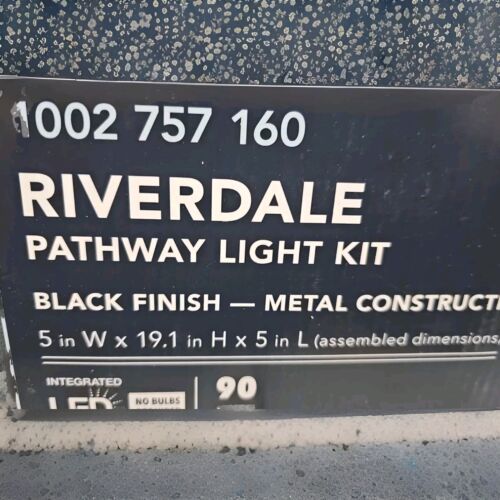 1002 757 160
RIVERDALE
PATHWAY LIGHT KIT
BLACK FINISH — METAL CONSTRUCTI
5 in W x 19.1 in H x 5 in L (assembled dimensions,
INTEGRATED
LED NO BULBS 90